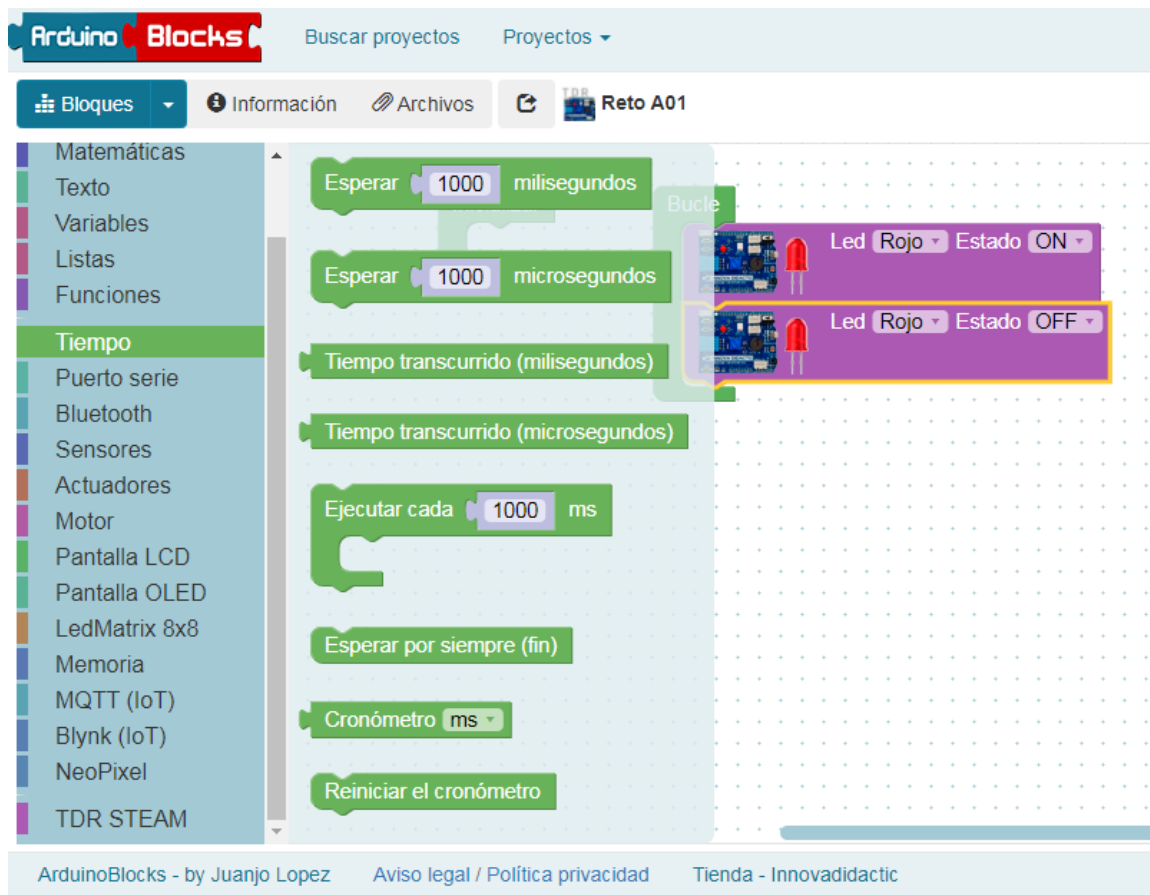 Arduino Blocks
Buscar proyectos
Proyectos
Bloques
Información
Archivos
TDR
Reto A01
Matemáticas
Texto
Variables
Listas
Funciones
Tiempo
Puerto serie
Bluetooth
Sensores
Actuadores
Motor
Pantalla LCD
Pantalla OLED
LedMatrix 8x8
Memoria
MQTT (IoT)
Blynk (IoT)
NeoPixel
TDR STEAM
Esperar 1000 milisegundos
Esperar 1000 microsegundos
Tiempo transcurrido (milisegundos)
Tiempo transcurrido (microsegundos)
Ejecutar cada 1000 ms
Esperar por siempre (fin)
Cronómetro ms
Reiniciar el cronómetro
Bucle
Led Rojo Estado ON
Led Rojo Estado OFF
ArduinoBlocks - by Juanjo Lopez
Aviso legal / Política privacidad
Tienda - Innovadidactic